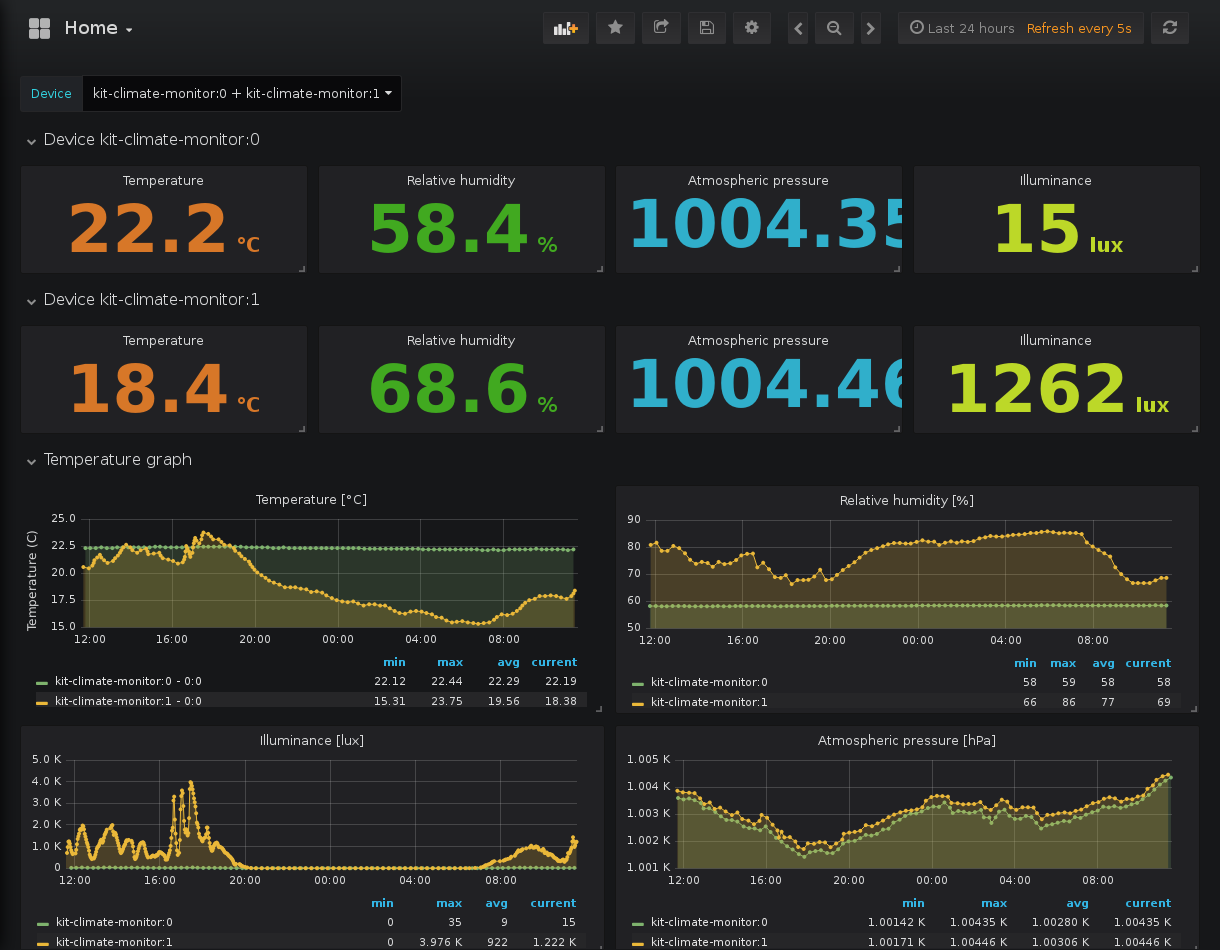 Home
Last 24 hours Refresh every 5s
Device kit-climate-monitor:0 + kit-climate-monitor:1
Device kit-climate-monitor:0
Temperature Relative humidity Atmospheric pressure Illuminance
22.2 °C 58.4 % 1004.35 15 lux
Device kit-climate-monitor:1
Temperature Relative humidity Atmospheric pressure Illuminance
18.4 °C 68.6 % 1004.46 1262 lux
Temperature graph
Temperature [°C]
Temperature (C)
25.0
22.5
20.0
17.5
15.0
12:00 16:00 20:00 00:00 04:00 08:00
min max avg current
kit-climate-monitor:0 - 0:0 22.12 22.44 22.29 22.19
kit-climate-monitor:1 - 0:0 15.31 23.75 19.56 18.38
Relative humidity [%]
90
80
70
60
50
12:00 16:00 20:00 00:00 04:00 08:00
min max avg current
kit-climate-monitor:0 58 59 58 58
kit-climate-monitor:1 66 86 77 69
Illuminance [lux]
5.0 K
4.0 K
3.0 K
2.0 K
1.0 K
0
12:00 16:00 20:00 00:00 04:00 08:00
min max avg current
kit-climate-monitor:0 0 35 9 15
kit-climate-monitor:1 0 3.976 K 922 1.222 K
Atmospheric pressure [hPa]
1.005 K
1.004 K
1.003 K
1.002 K
1.001 K
12:00 16:00 20:00 00:00 04:00 08:00
min max avg current
kit-climate-monitor:0 1.00142 K 1.00435 K 1.00280 K 1.00435 K
kit-climate-monitor:1 1.00171 K 1.00446 K 1.00306 K 1.00446 K